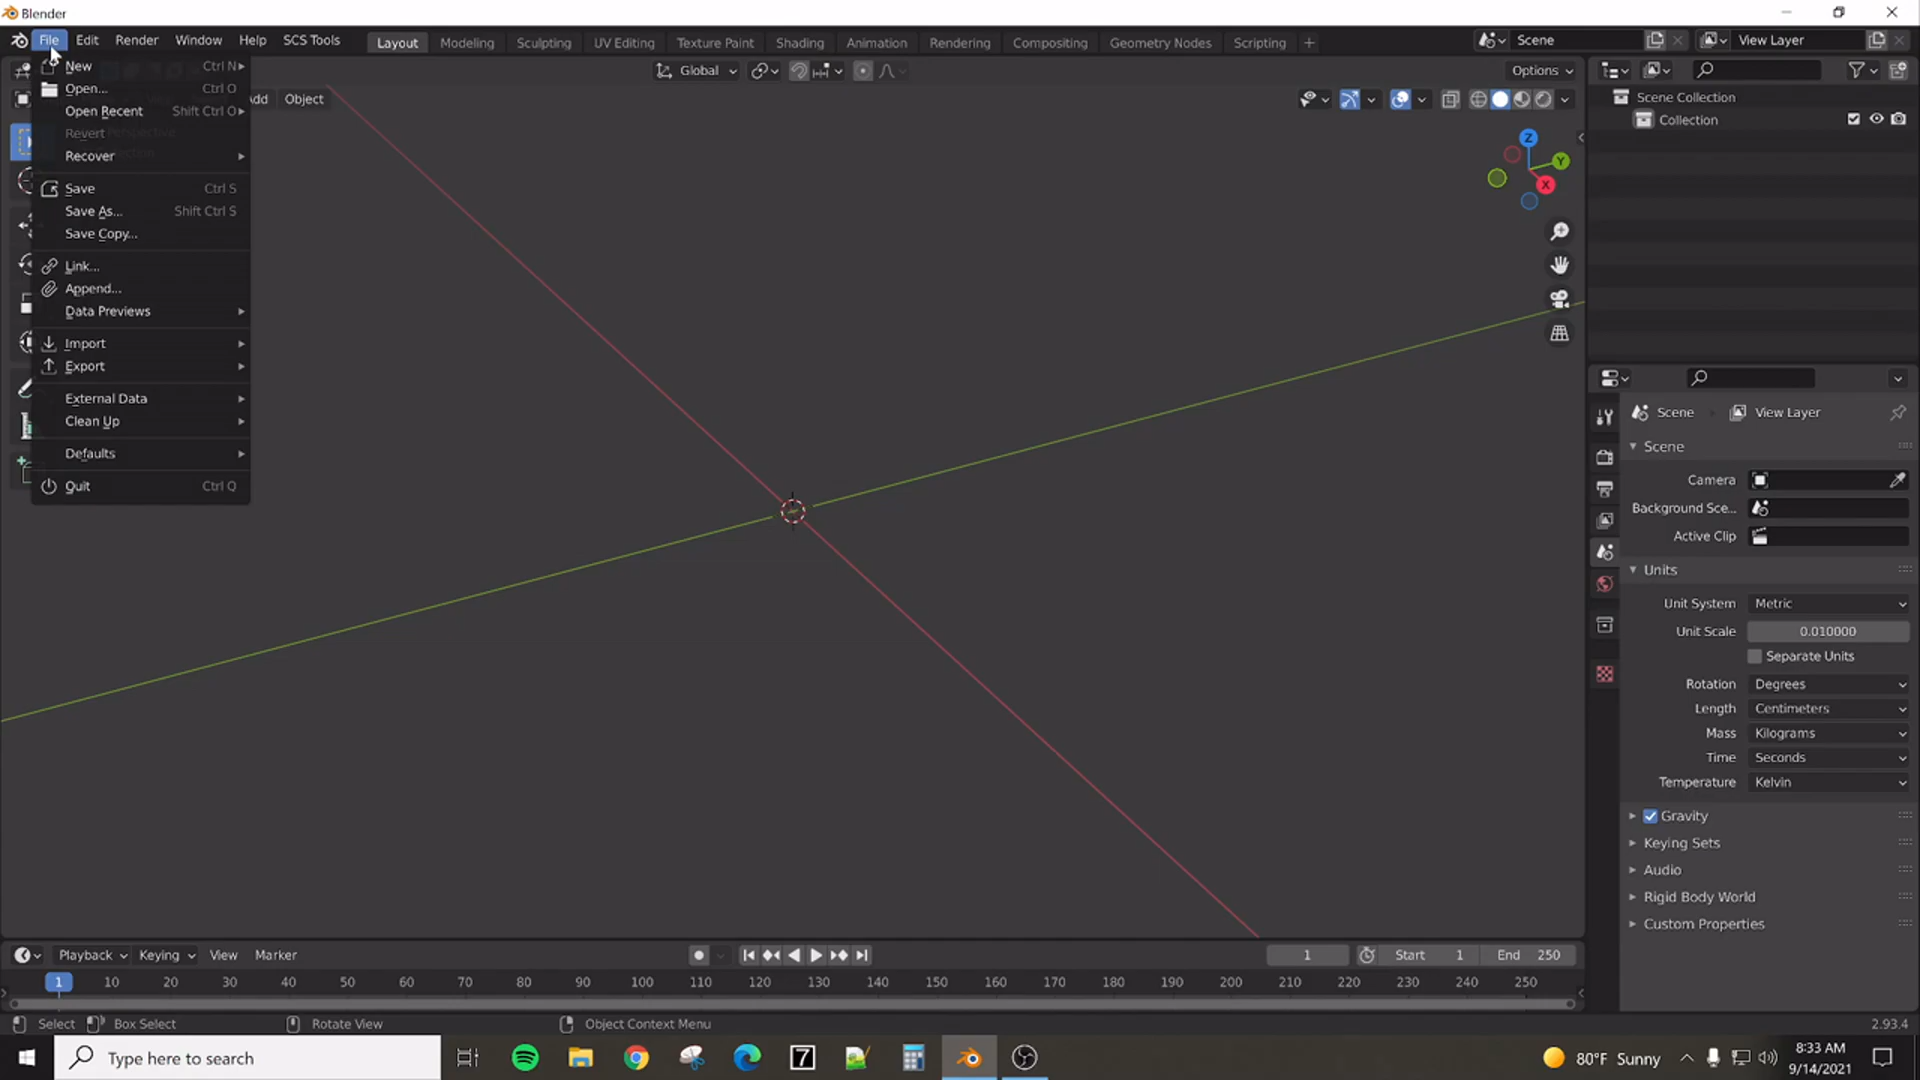 Blender
File Edit Render Window Help SCS Tools Layout Modeling Sculpting UV Editing Texture Paint Shading Animation Rendering Compositing Geometry Nodes Scripting + Scene View Layer
New Ctrl N
Open... Ctrl O
Open Recent Shift Ctrl O
Revert
Recover
Save Ctrl S
Save As... Shift Ctrl S
Save Copy...
Link...
Append...
Data Previews
Import
Export
External Data
Clean Up
Defaults
Quit Ctrl Q
Global
Options
Object
Z
Y
X
Scene Collection
Collection
Scene View Layer
Scene
Camera
Background Sce...
Active Clip
Units
Unit System Metric
Unit Scale 0.010000
Separate Units
Rotation Degrees
Length Centimeters
Mass Kilograms
Time Seconds
Temperature Kelvin
Gravity
Keying Sets
Audio
Rigid Body World
Custom Properties
Playback Keying View Marker 1 Start 1 End 250
1 10 20 30 40 50 60 70 80 90 100 110 120 130 140 150 160 170 180 190 200 210 220 230 240 250
Select Box Select Rotate View Object Context Menu 2.93.4
Type here to search 7 80°F Sunny
8:33 AM
9/14/2021